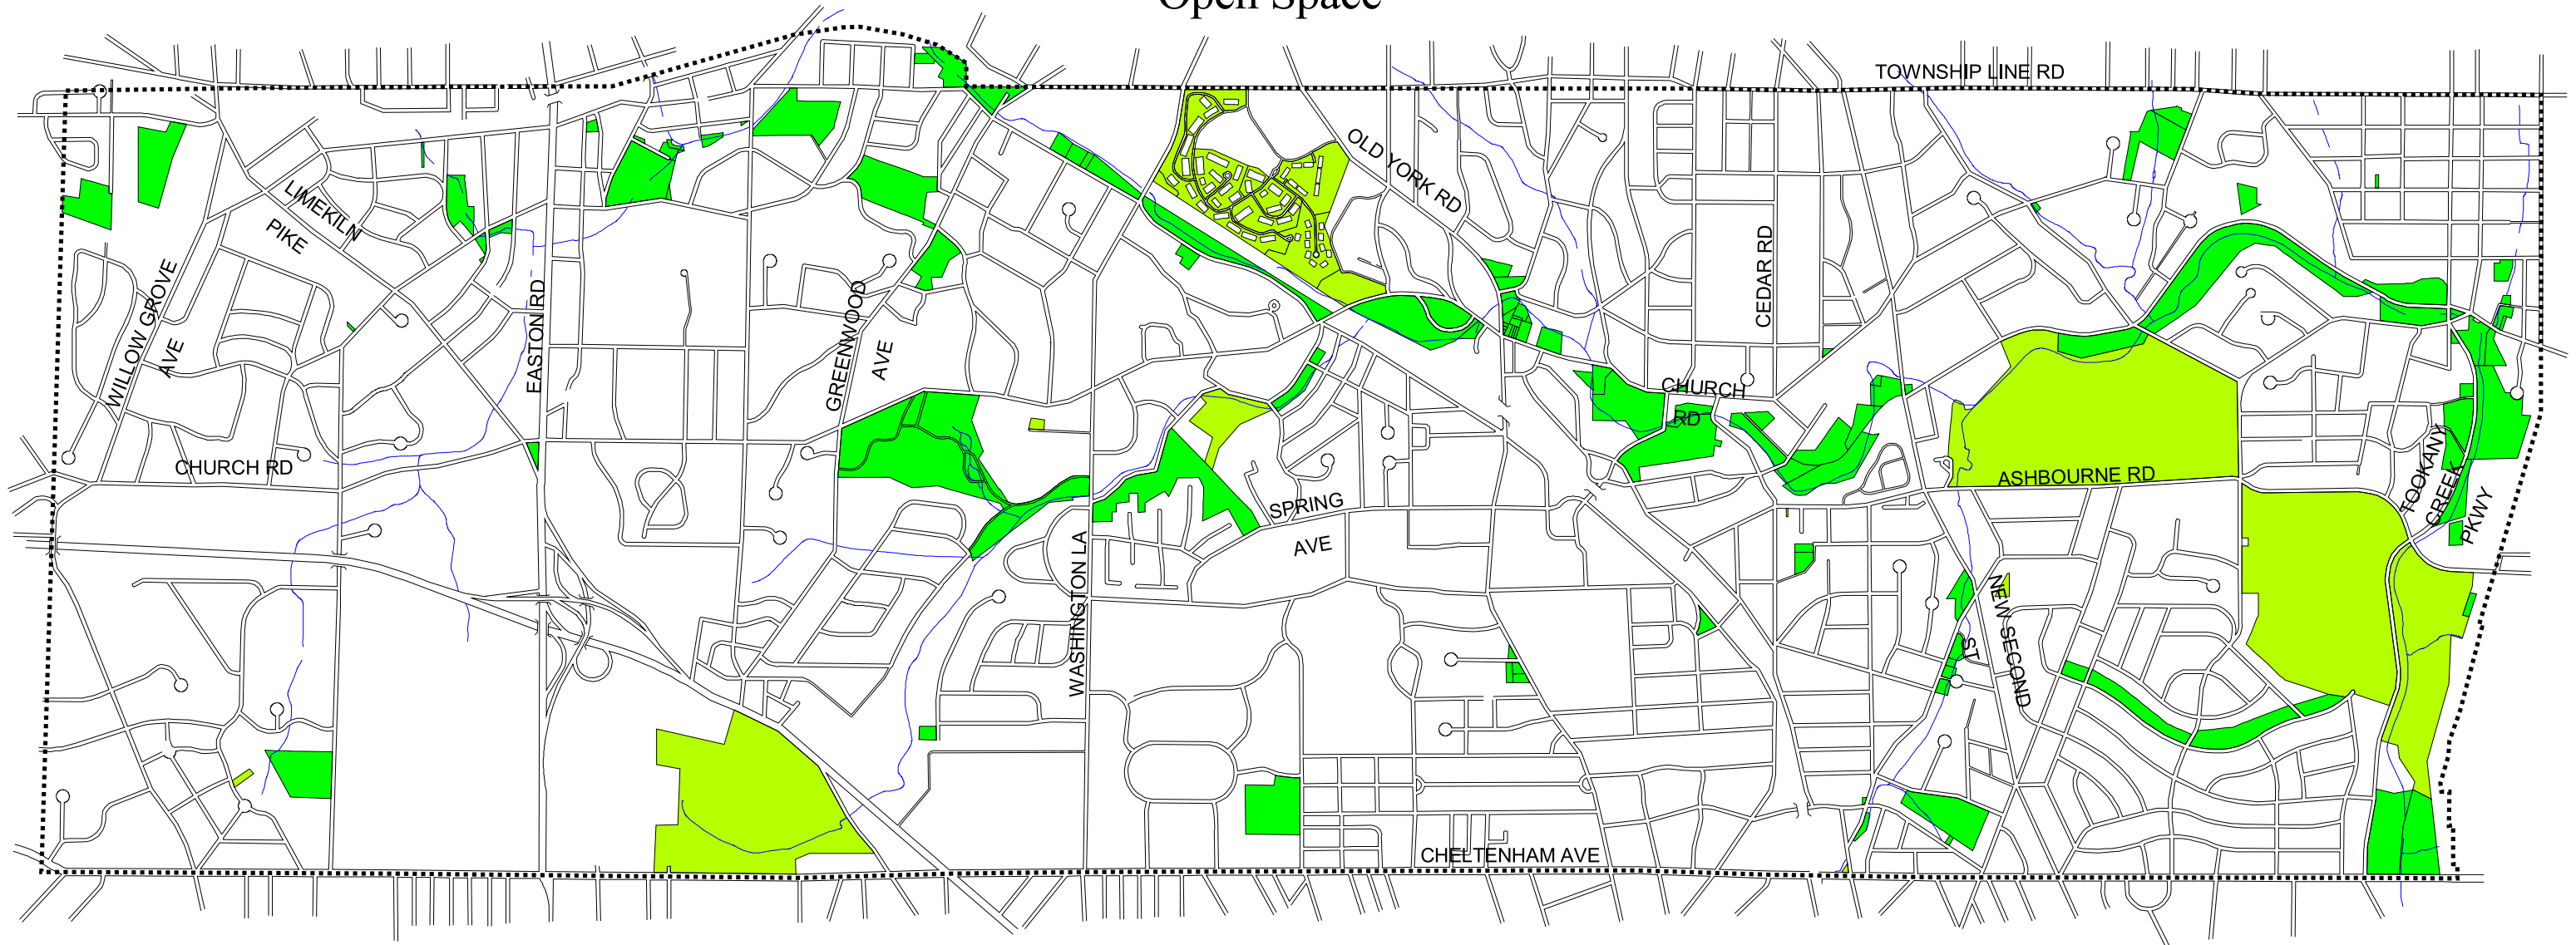 Open Space
TOWNSHIP LINE RD
OLD YORK RD
LIMEKILN
PIKE
WILLOW GROVE
AVE
EASTON RD
GREENWOOD
AVE
CEDAR RD
CHURCH
RD
CHURCH RD
ASHBOURNE RD
TOOKANY
CREEK
PKWY
SPRING
AVE
WASHINGTON LA
NEW SECOND
ST
CHELTENHAM AVE